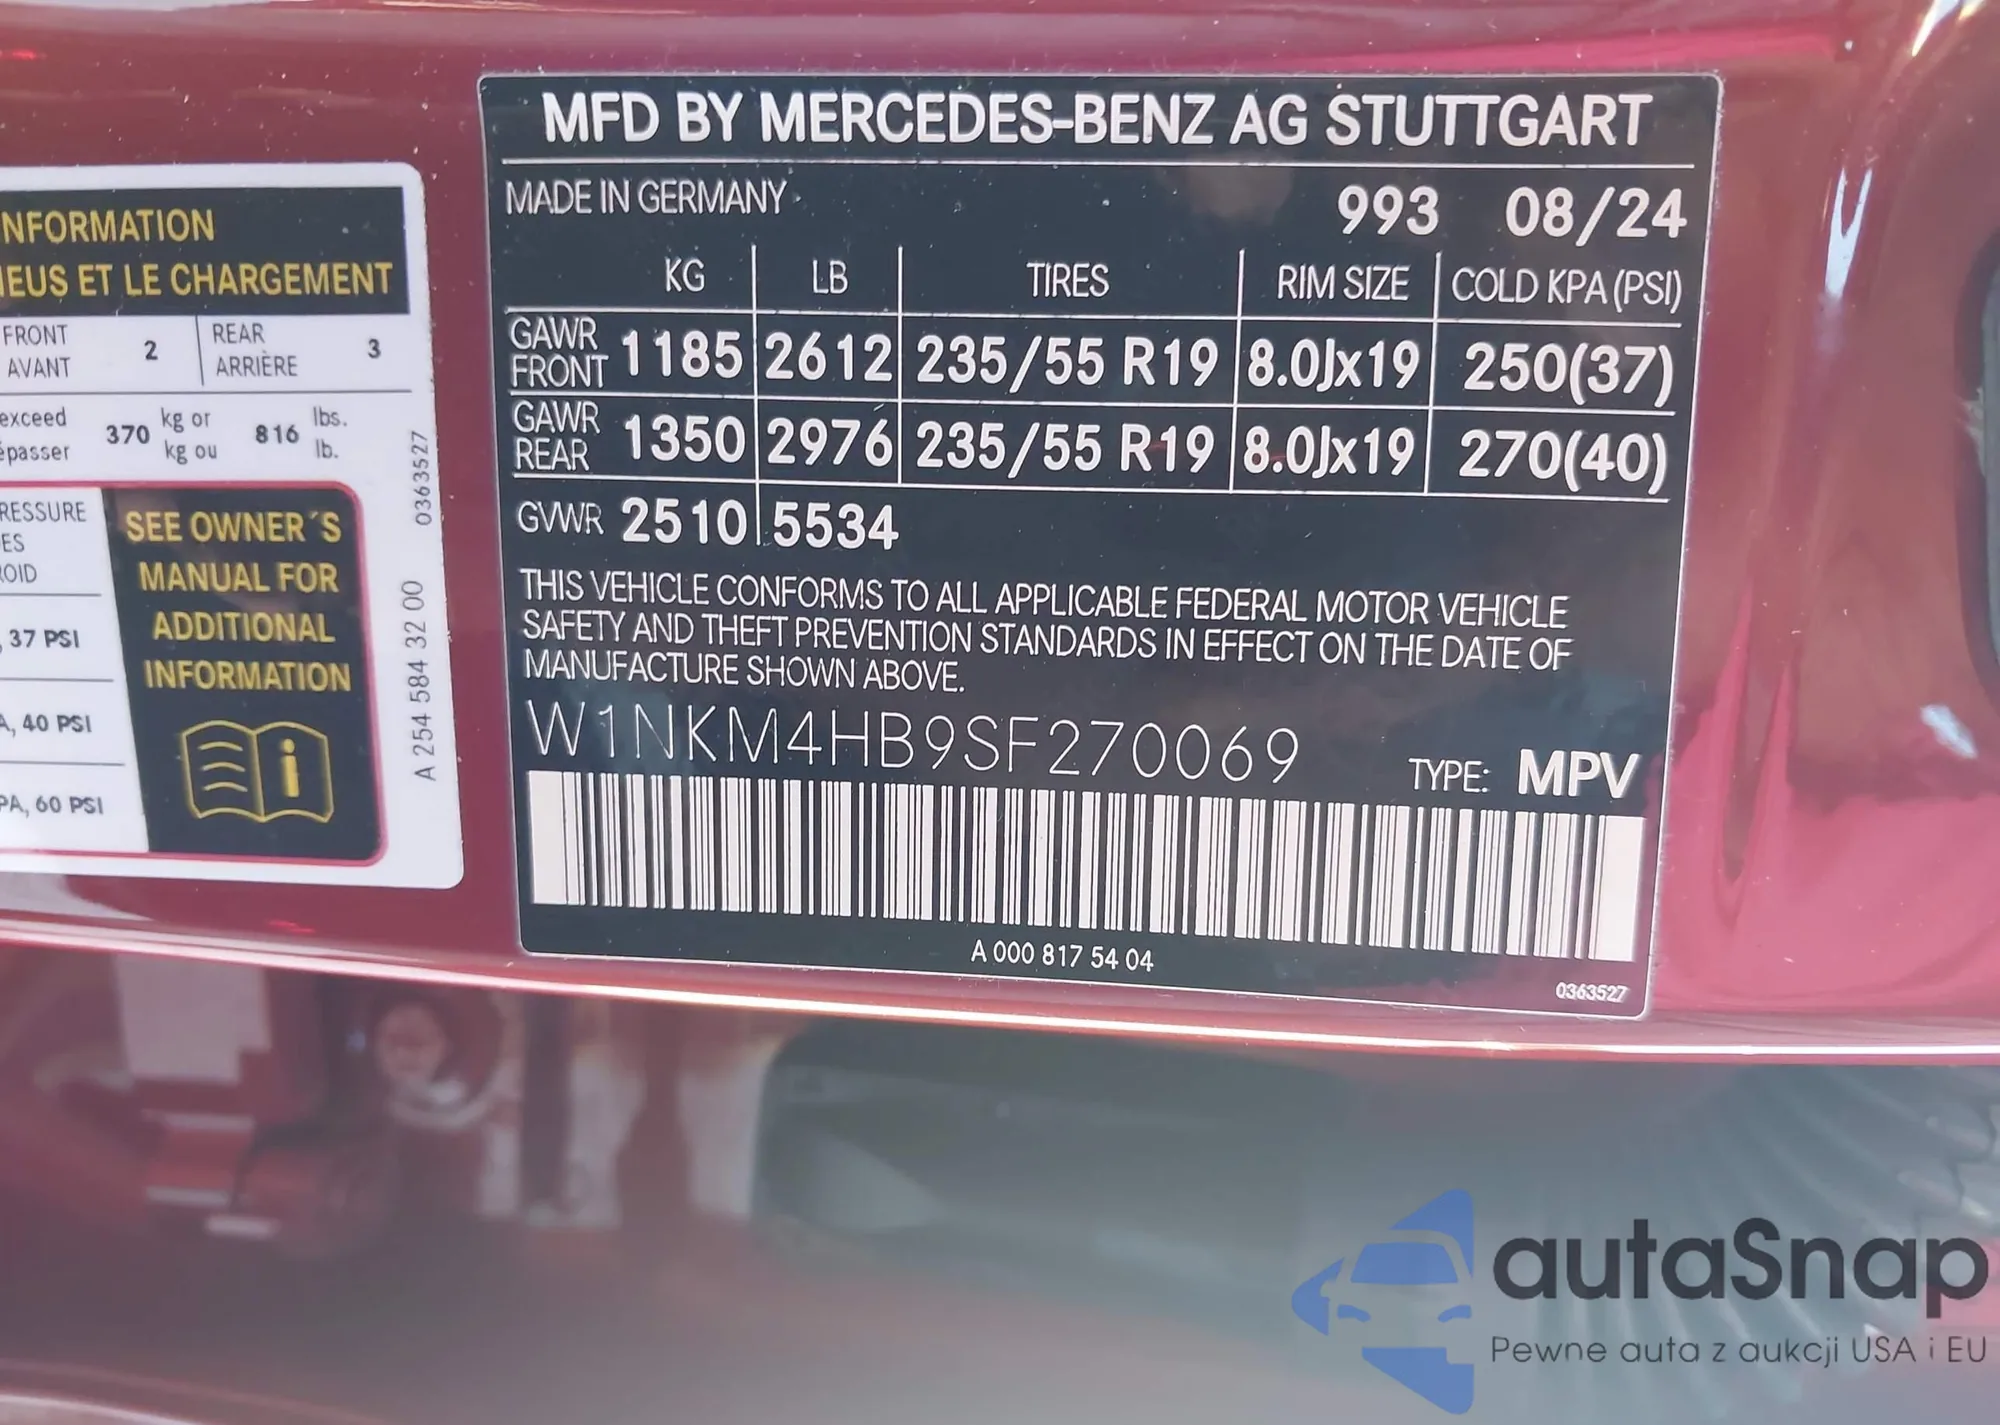 NFORMATION
EUS ET LE CHARGEMENT
FRONT
AVANT
2
REAR
ARRIÈRE
3
exceed
passer
370
kg or
kg ou
816
lbs.
lb.
0363527
RESSURE
ES
OID
SEE OWNER´S
MANUAL FOR
ADDITIONAL
INFORMATION
, 37 PSI
A, 40 PSI
PA, 60 PSI
A 254 584 32 00
MFD BY MERCEDES-BENZ AG STUTTGART
MADE IN GERMANY 993 08/24
KG LB TIRES RIM SIZE COLD KPA (PSI)
GAWR FRONT 1185 2612 235/55 R19 8.0Jx19 250(37)
GAWR REAR 1350 2976 235/55 R19 8.0Jx19 270(40)
GVWR 2510 5534
THIS VEHICLE CONFORMS TO ALL APPLICABLE FEDERAL MOTOR VEHICLE
SAFETY AND THEFT PREVENTION STANDARDS IN EFFECT ON THE DATE OF
MANUFACTURE SHOWN ABOVE.
W1NKM4HB9SF270069
TYPE: MPV
A 000 817 54 04
0363527
autaSnap
Pewne auta z aukcji USA i EU